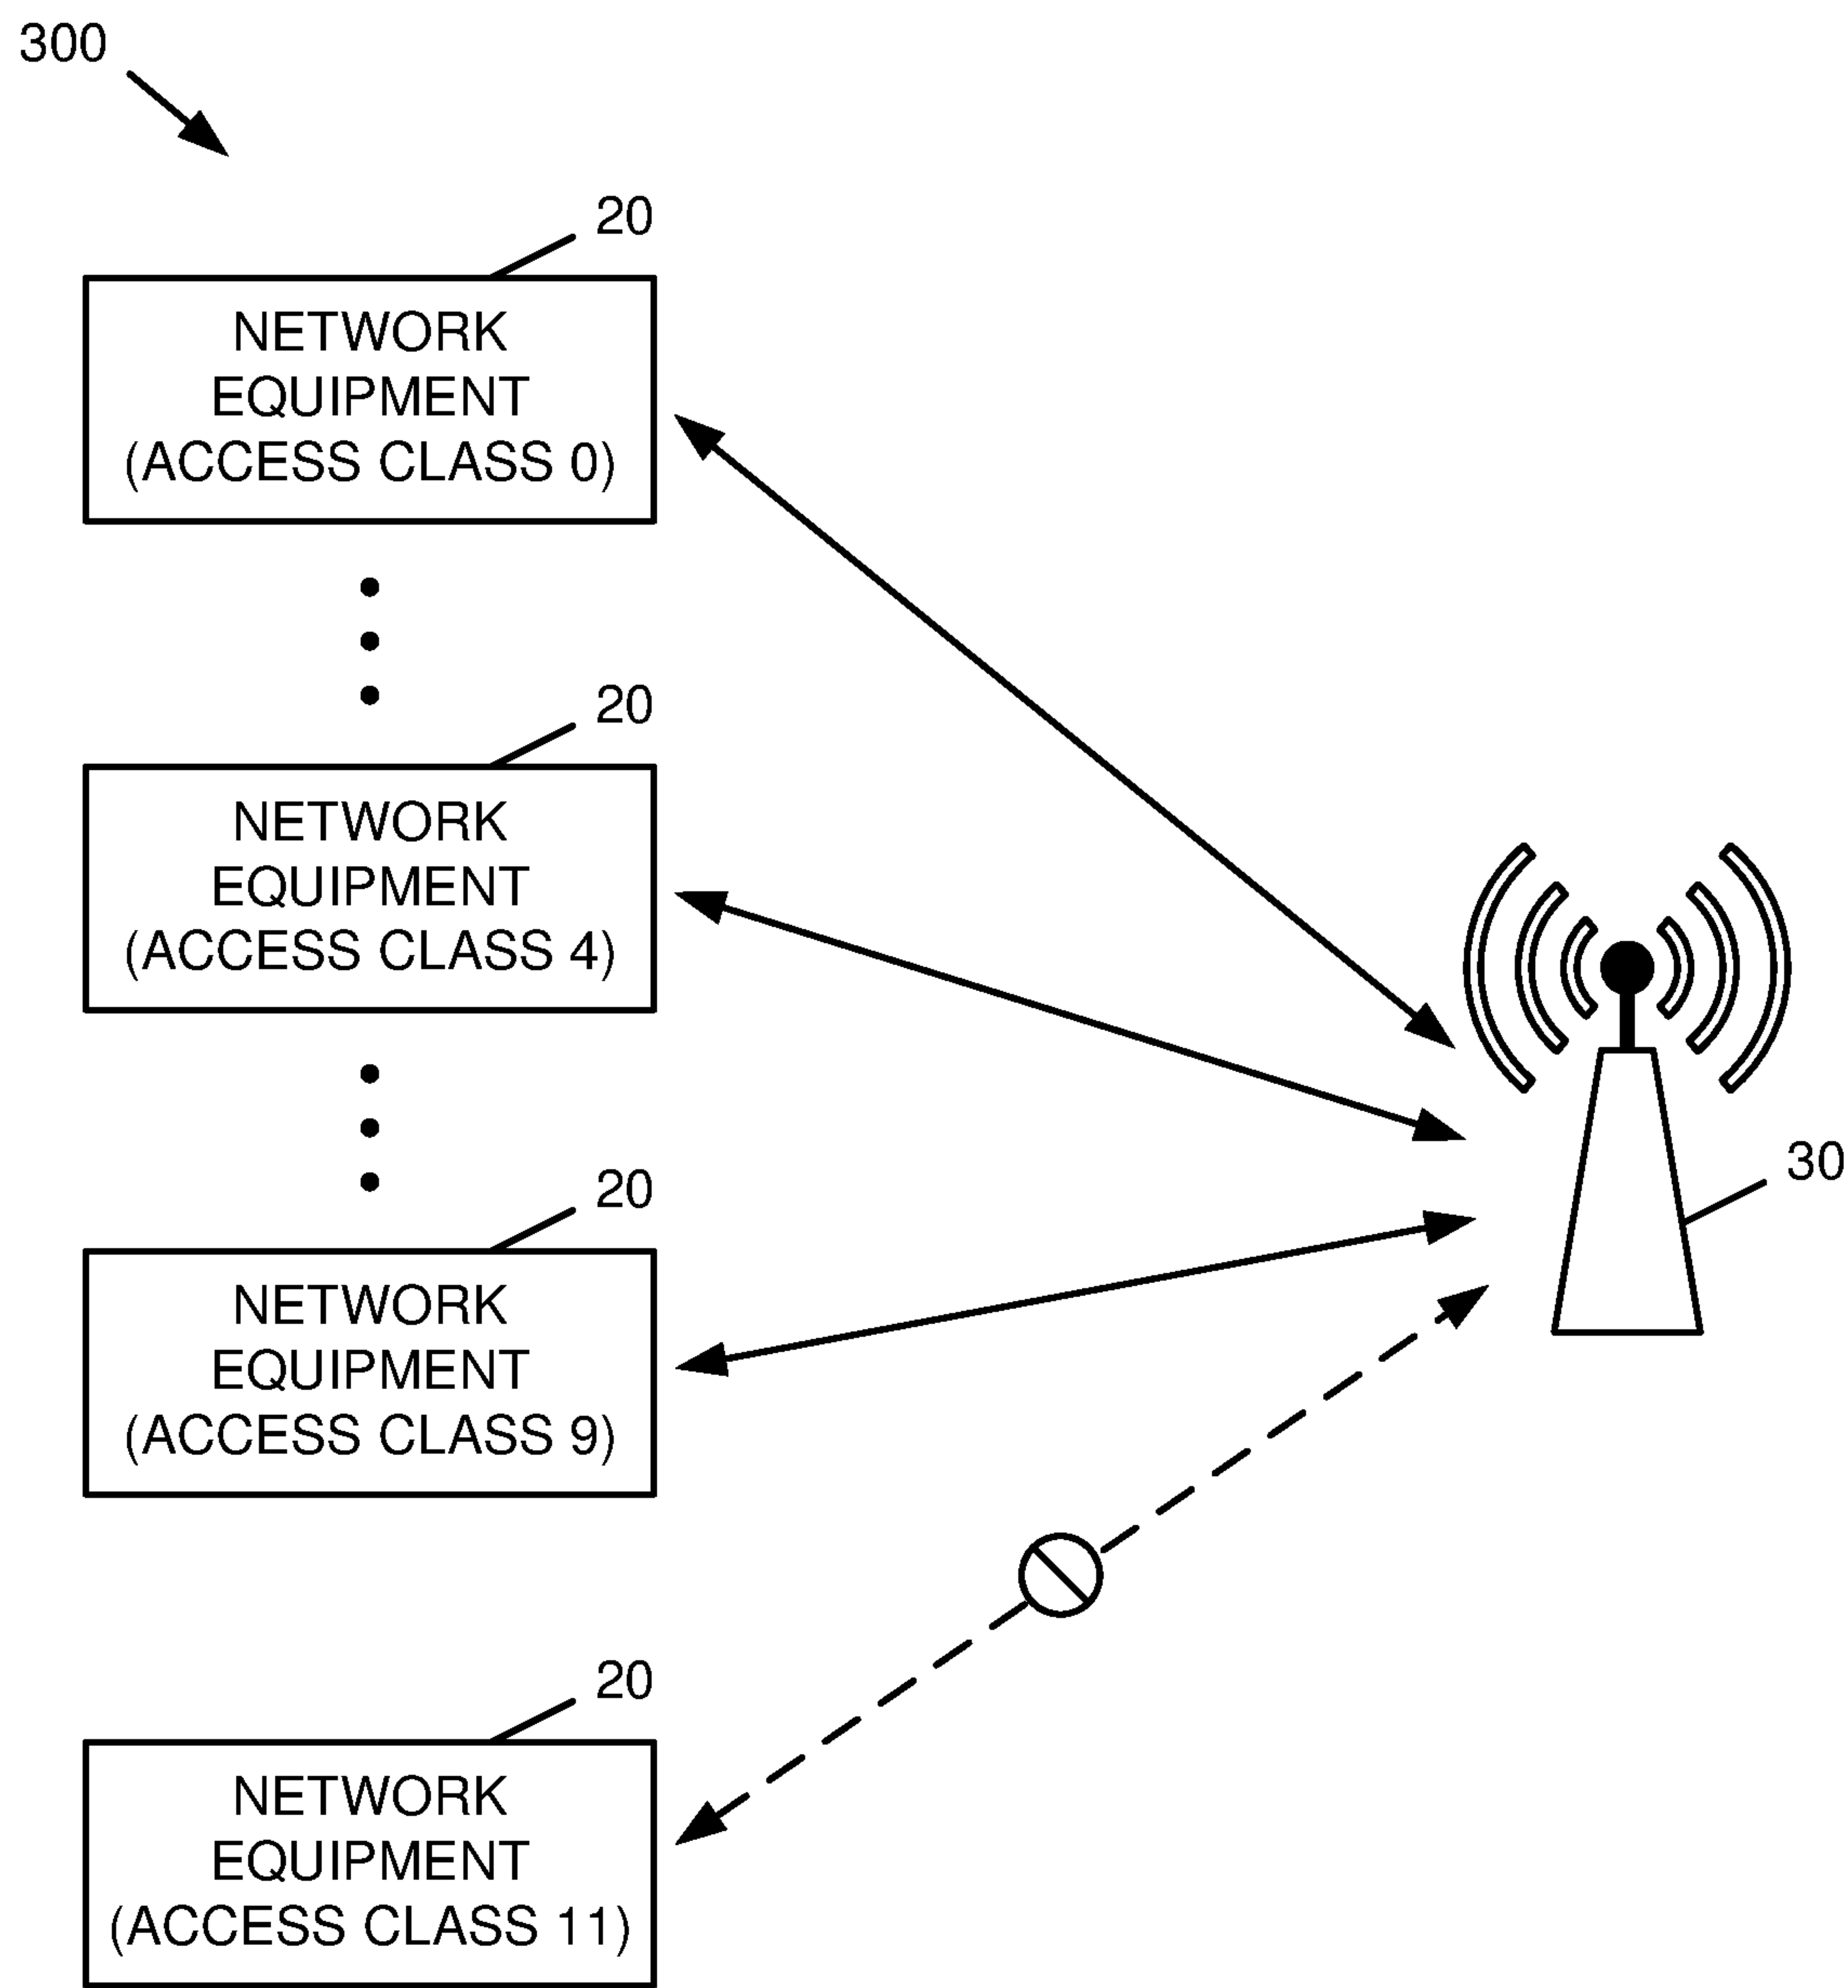 300
20
NETWORK
EQUIPMENT
(ACCESS CLASS 0)
20
NETWORK
EQUIPMENT
(ACCESS CLASS 4)
30
20
NETWORK
EQUIPMENT
(ACCESS CLASS 9)
20
NETWORK
EQUIPMENT
(ACCESS CLASS 11)